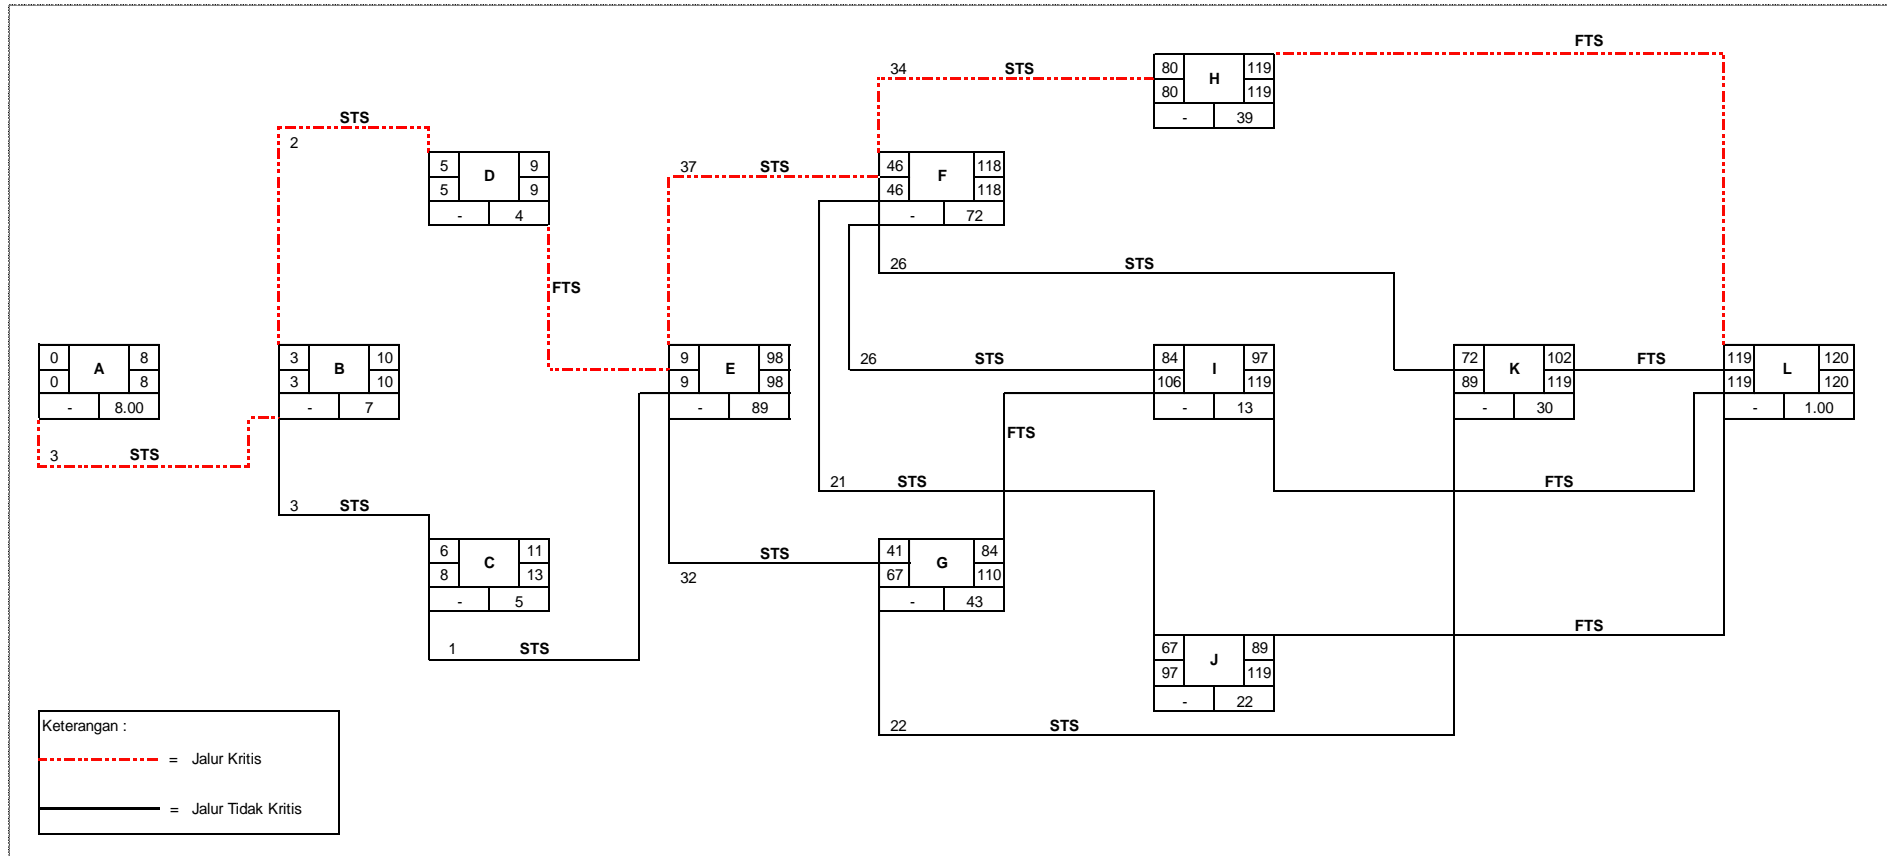 FTS
34 STS
80 H 119
80 119
- 39
STS
2
37 STS
5 D 9
5 9
- 4
46 F 118
46 118
- 72
26 STS
FTS
0 A 8
0 8
- 8.00
3 B 10
3 10
- 7
9 E 98
9 98
- 89
26 STS
84 I 97
106 119
- 13
72 K 102
89 119
- 30
FTS
119 L 120
119 120
- 1.00
3 STS
FTS
21 STS
FTS
3 STS
6 C 11
8 13
- 5
STS
32
41 G 84
67 110
- 43
1 STS
FTS
67 J 89
97 119
- 22
22 STS
Keterangan :
= Jalur Kritis
= Jalur Tidak Kritis